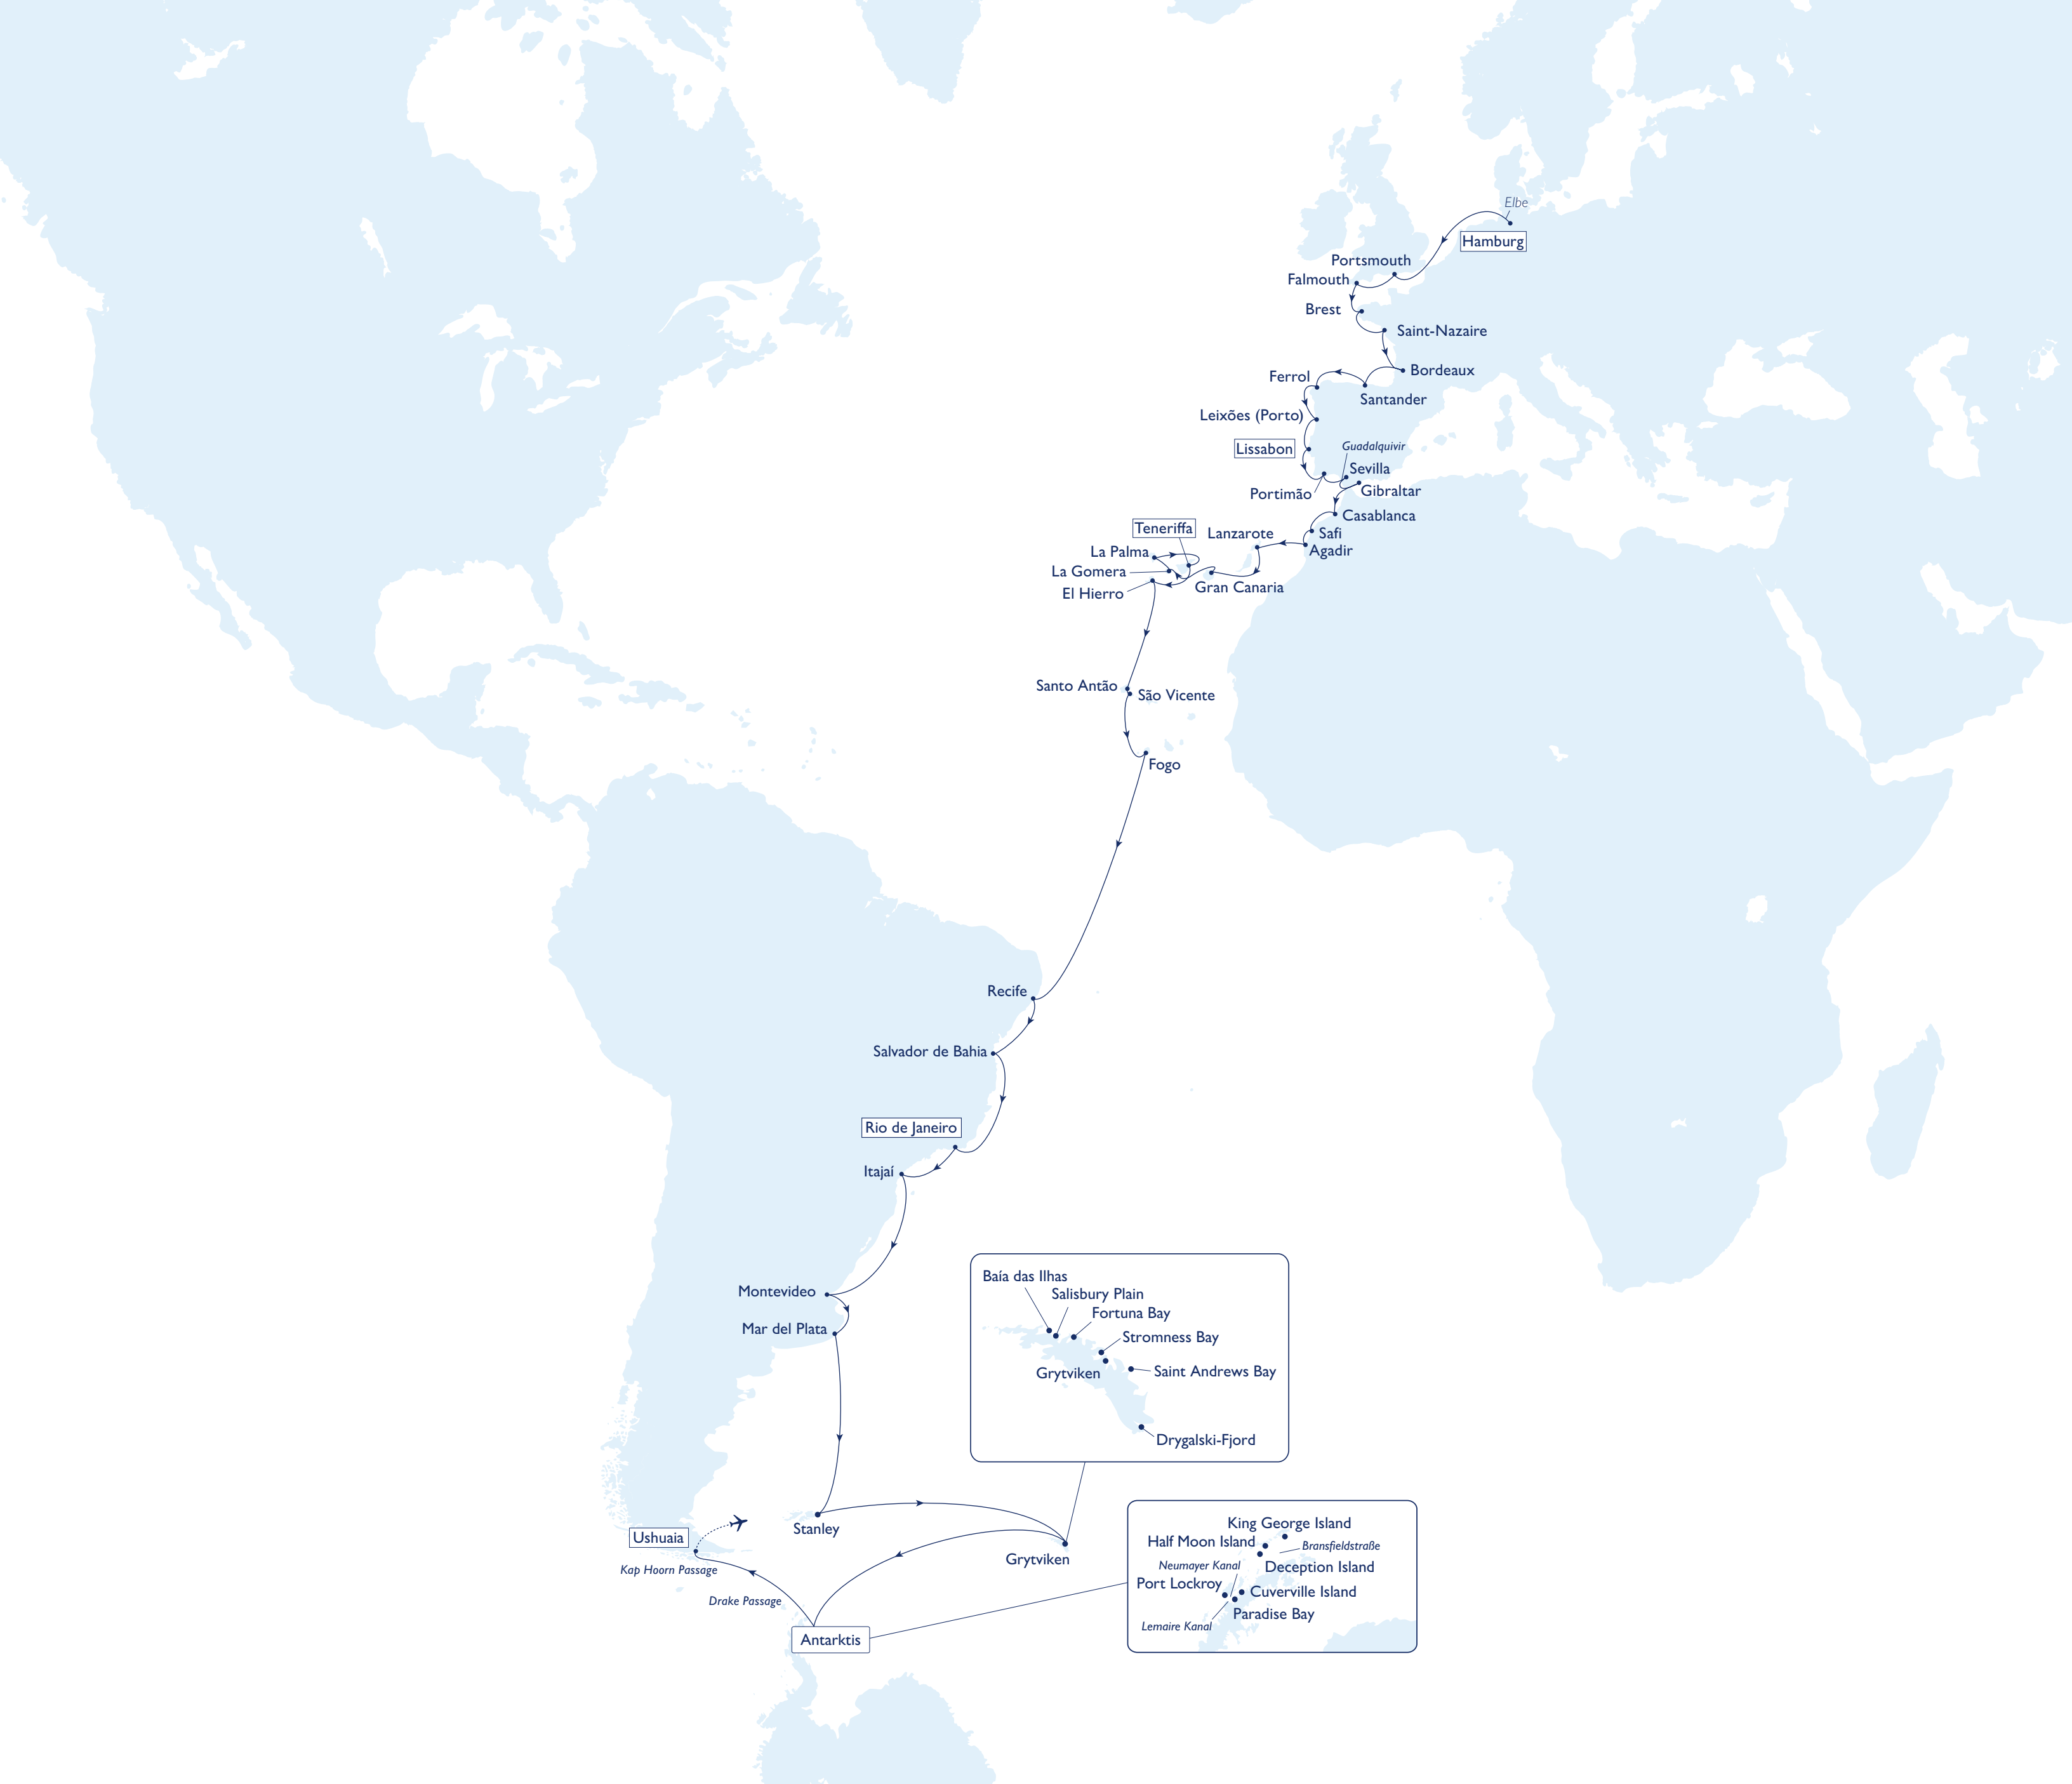 Elbe
Hamburg
Portsmouth
Falmouth
Brest
Saint-Nazaire
Bordeaux
Ferrol
Santander
Leixões (Porto)
Guadalquivir
Lissabon
Sevilla
Gibraltar
Portimão
Casablanca
Teneriffa
Lanzarote
Safi
Agadir
La Palma
La Gomera
Gran Canaria
El Hierro
Santo Antão
São Vicente
Fogo
Recife
Salvador de Bahia
Rio de Janeiro
Itajaí
Montevideo
Mar del Plata
Baía das Ilhas
Salisbury Plain
Fortuna Bay
Stromness Bay
Grytviken
Saint Andrews Bay
Drygalski-Fjord
Stanley
Ushuaia
Grytviken
Kap Hoorn Passage
Drake Passage
Antarktis
King George Island
Half Moon Island
Bransfieldstraße
Neumayer Kanal
Deception Island
Port Lockroy
Cuverville Island
Paradise Bay
Lemaire Kanal